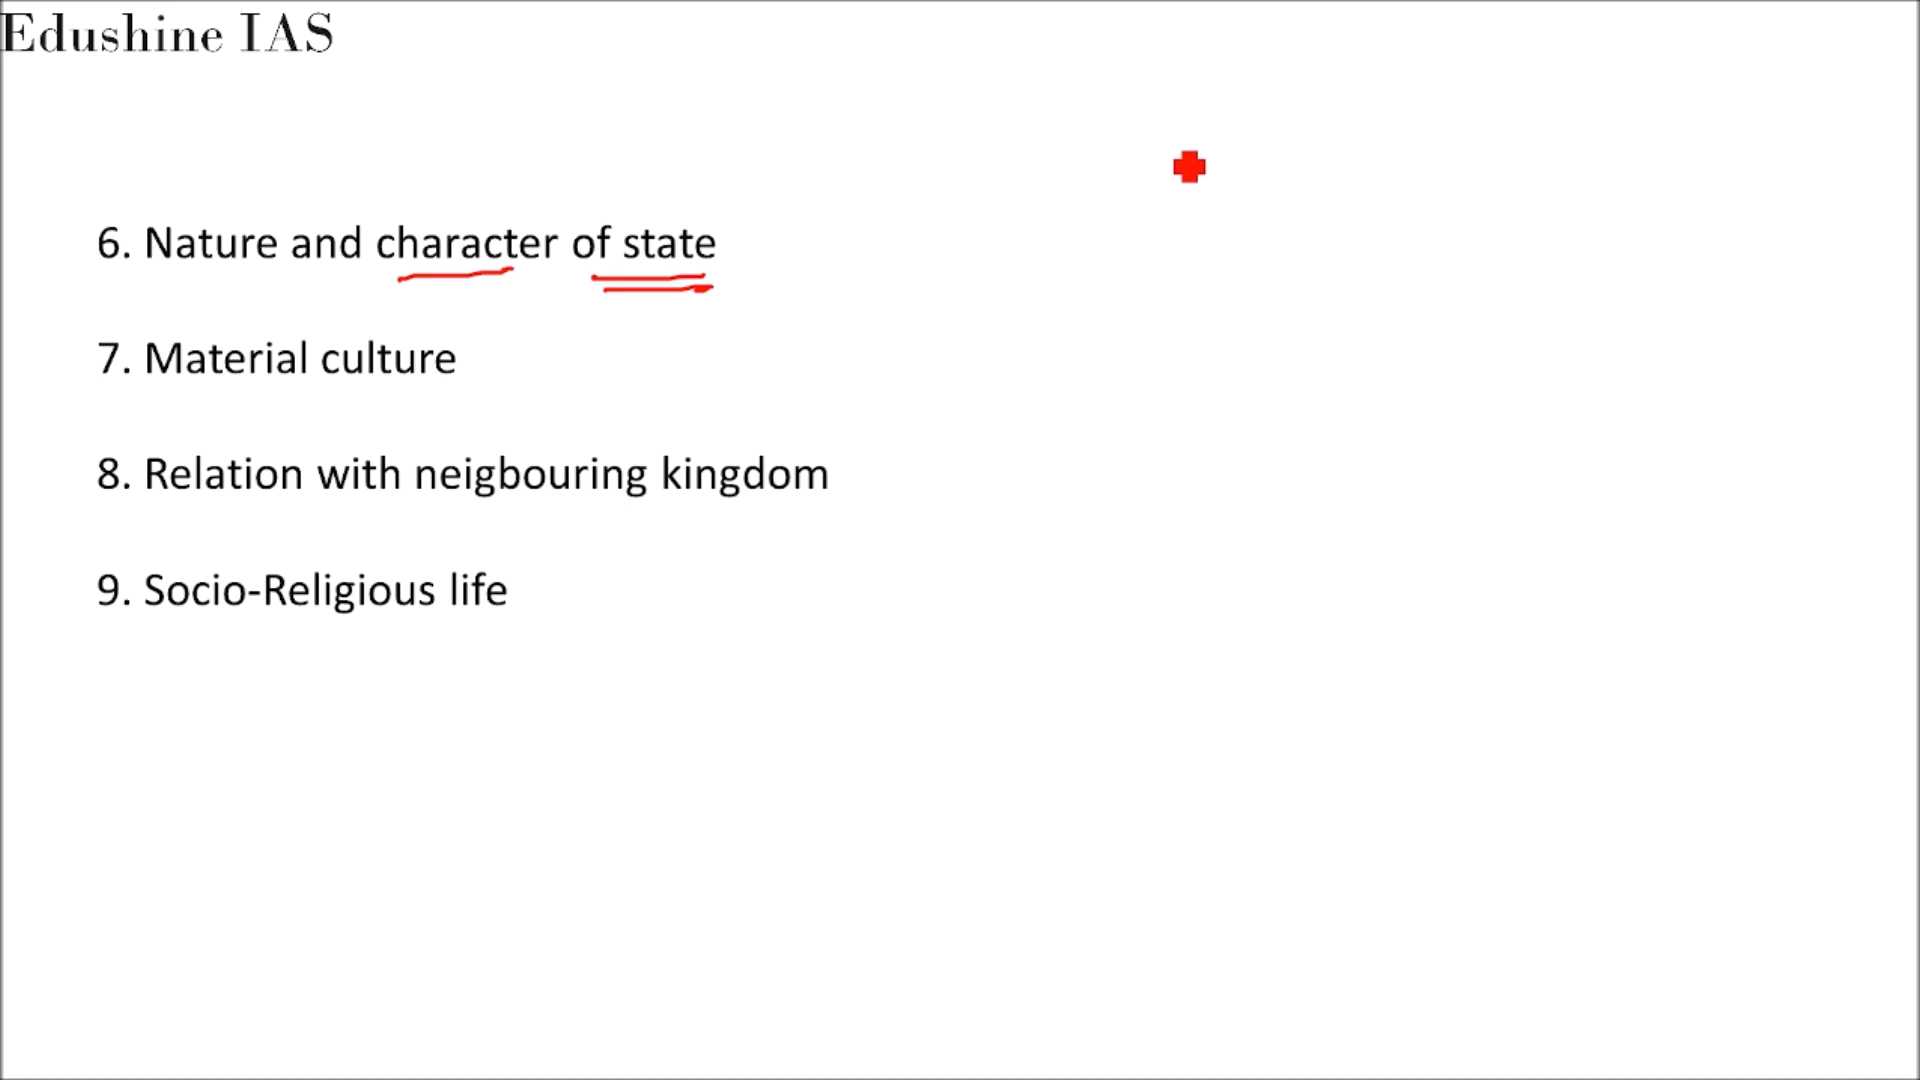 Edushine IAS
6. Nature and character of state
7. Material culture
8. Relation with neigbouring kingdom
9. Socio-Religious life